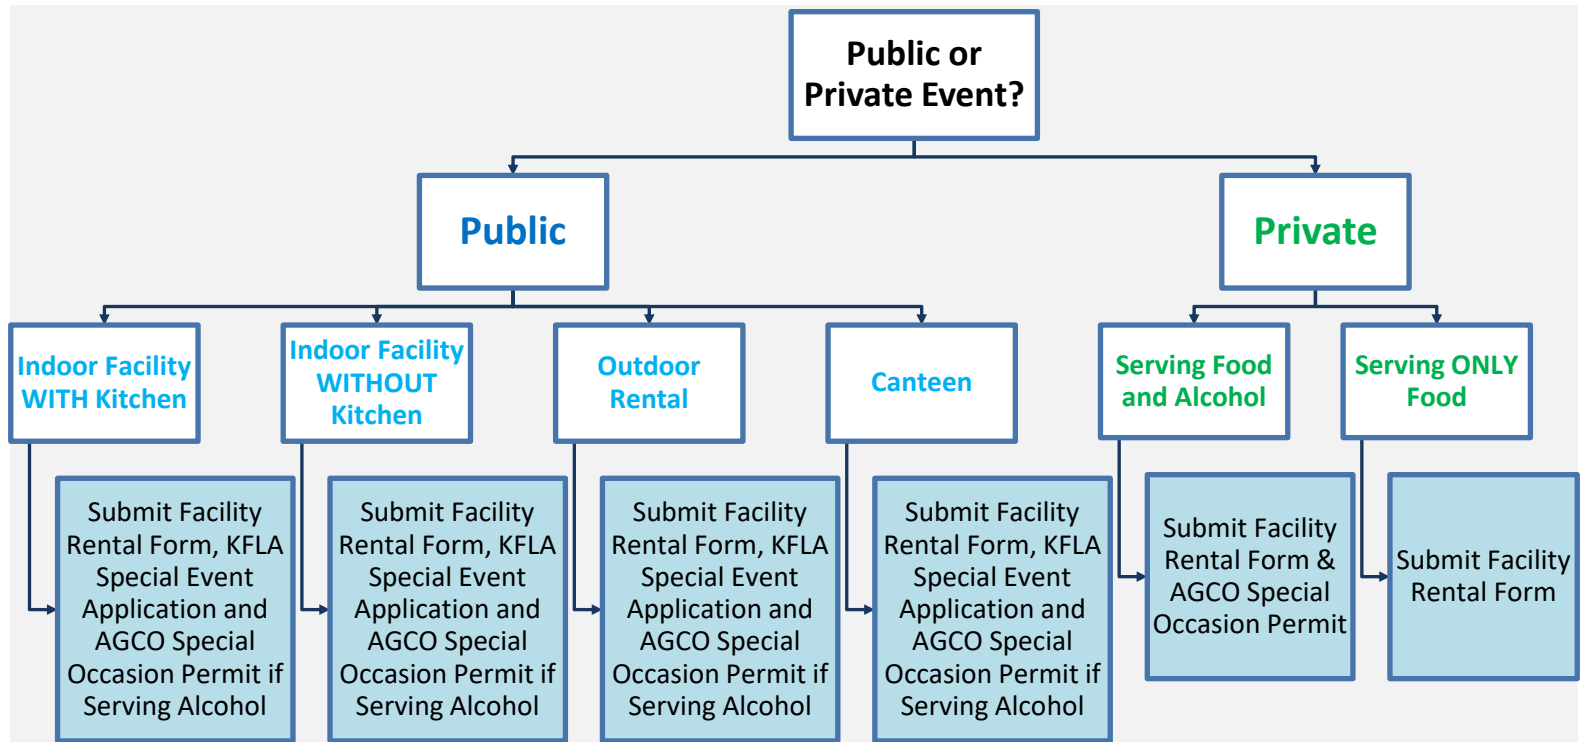 Public or
Private Event?
Public
Private
Indoor Facility
WITH Kitchen
Indoor Facility
WITHOUT
Kitchen
Outdoor
Rental
Canteen
Serving Food
and Alcohol
Serving ONLY
Food
Submit Facility
Rental Form, KFLA
Special Event
Application and
AGCO Special
Occasion Permit if
Serving Alcohol
Submit Facility
Rental Form, KFLA
Special Event
Application and
AGCO Special
Occasion Permit if
Serving Alcohol
Submit Facility
Rental Form, KFLA
Special Event
Application and
AGCO Special
Occasion Permit if
Serving Alcohol
Submit Facility
Rental Form, KFLA
Special Event
Application and
AGCO Special
Occasion Permit if
Serving Alcohol
Submit Facility
Rental Form &
AGCO Special
Occasion Permit
Submit Facility
Rental Form